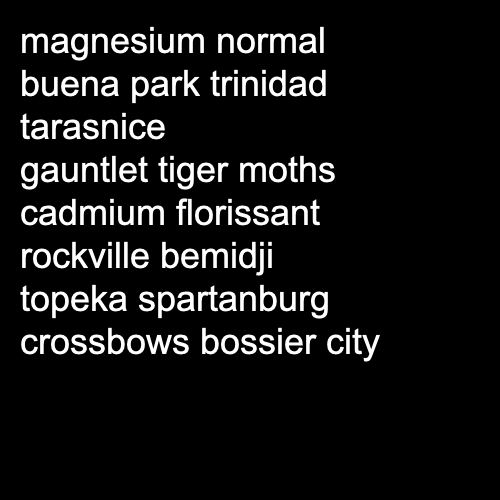 magnesium normal
buena park trinidad
tarasnice
gauntlet tiger moths
cadmium florissant
rockville bemidji
topeka spartanburg
crossbows bossier city